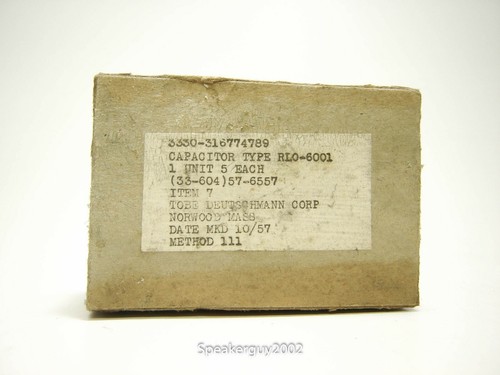 3330-316774789
CAPACITOR TYPE RLO-6001
1 UNIT 5 EACH
(33-604)57-6557
ITEM 7
TOBE DEUTSCHMANN CORP
NORWOOD MASS
DATE MKD 10/57
METHOD 111
Speakerguy2002